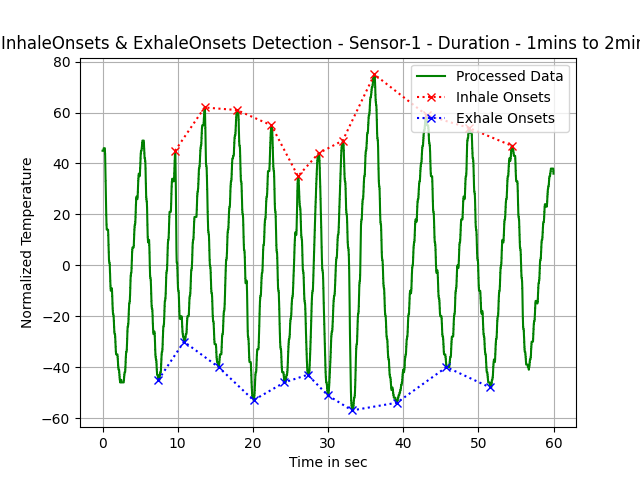 InhaleOnsets & ExhaleOnsets Detection - Sensor-1 - Duration - 1mins to 2min
Processed Data
Inhale Onsets
Exhale Onsets
80
60
40
20
0
−20
−40
−60
Normalized Temperature
0 10 20 30 40 50 60
Time in sec